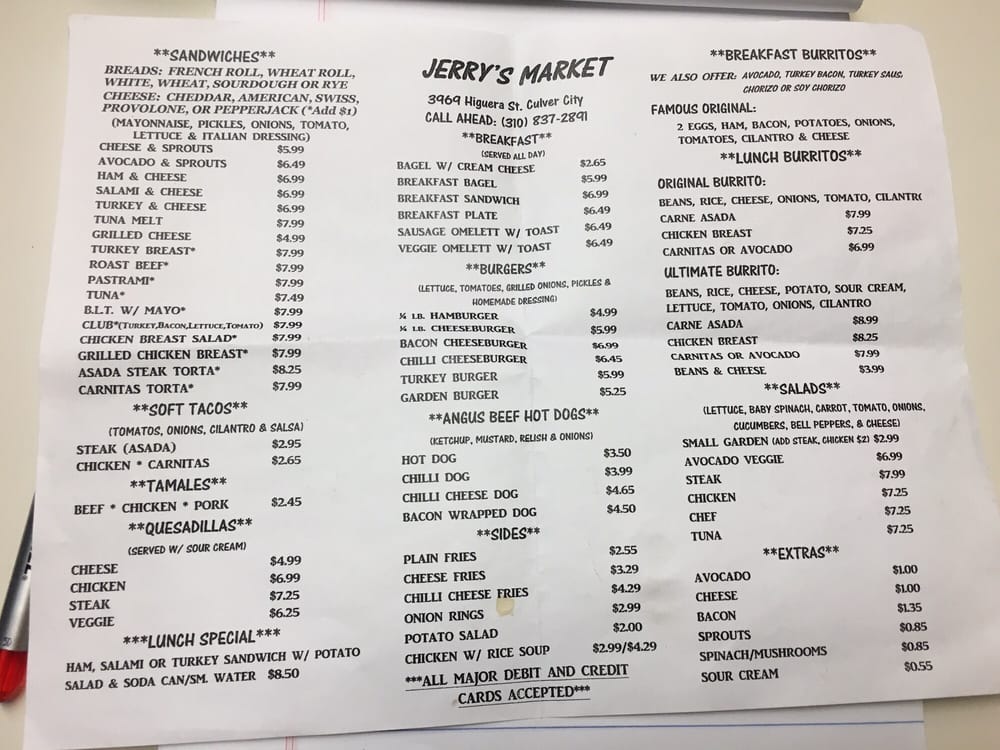 **SANDWICHES**
BREADS: FRENCH ROLL, WHEAT ROLL,
WHITE, WHEAT, SOURDOUGH OR RYE
CHEESE: CHEDDAR, AMERICAN, SWISS,
PROVOLONE, OR PEPPERJACK (*Add $1)
(MAYONNAISE, PICKLES, ONIONS, TOMATO,
LETTUCE & ITALIAN DRESSING)
CHEESE & SPROUTS $5.99
AVOCADO & SPROUTS $6.49
HAM & CHEESE $6.99
SALAMI & CHEESE $6.99
TURKEY & CHEESE $6.99
TUNA MELT $7.99
GRILLED CHEESE $4.99
TURKEY BREAST* $7.99
ROAST BEEF* $7.99
PASTRAMI* $7.99
TUNA* $7.49
B.L.T. W/ MAYO* $7.99
CLUB*(TURKEY,BACON,LETTUCE,TOMATO) $7.99
CHICKEN BREAST SALAD* $7.99
GRILLED CHICKEN BREAST* $7.99
ASADA STEAK TORTA* $8.25
CARNITAS TORTA* $7.99
**SOFT TACOS**
(TOMATOS, ONIONS, CILANTRO & SALSA)
STEAK (ASADA) $2.95
CHICKEN * CARNITAS $2.65
**TAMALES**
BEEF * CHICKEN * PORK $2.45
**QUESADILLAS**
(SERVED W/ SOUR CREAM)
CHEESE $4.99
CHICKEN $6.99
STEAK $7.25
VEGGIE $6.25
***LUNCH SPECIAL***
HAM, SALAMI OR TURKEY SANDWICH W/ POTATO
SALAD & SODA CAN/SM. WATER $8.50
JERRY'S MARKET
3969 Higuera St. Culver City
CALL AHEAD: (310) 837-2891
**BREAKFAST**
(SERVED ALL DAY)
BAGEL W/ CREAM CHEESE $2.65
BREAKFAST BAGEL $5.99
BREAKFAST SANDWICH $6.99
BREAKFAST PLATE $6.49
SAUSAGE OMELETT W/ TOAST $6.49
VEGGIE OMELETT W/ TOAST $6.49
**BURGERS**
(LETTUCE, TOMATOES, GRILLED ONIONS, PICKLES &
HOMEMADE DRESSING)
¼ LB. HAMBURGER $4.99
¼ LB. CHEESEBURGER $5.99
BACON CHEESEBURGER $6.99
CHILLI CHEESEBURGER $6.45
TURKEY BURGER $5.99
GARDEN BURGER $5.25
**ANGUS BEEF HOT DOGS**
(KETCHUP, MUSTARD, RELISH & ONIONS)
HOT DOG $3.50
CHILLI DOG $3.99
CHILLI CHEESE DOG $4.65
BACON WRAPPED DOG $4.50
**SIDES**
PLAIN FRIES $2.55
CHEESE FRIES $3.29
CHILLI CHEESE FRIES $4.29
ONION RINGS $2.99
POTATO SALAD $2.00
CHICKEN W/ RICE SOUP $2.99/$4.29
***ALL MAJOR DEBIT AND CREDIT
CARDS ACCEPTED***
**BREAKFAST BURRITOS**
WE ALSO OFFER: AVOCADO, TURKEY BACON, TURKEY SAUS,
CHORIZO OR SOY CHORIZO
FAMOUS ORIGINAL:
2 EGGS, HAM, BACON, POTATOES, ONIONS,
TOMATOES, CILANTRO & CHEESE
**LUNCH BURRITOS**
ORIGINAL BURRITO:
BEANS, RICE, CHEESE, ONIONS, TOMATO, CILANTRO
CARNE ASADA $7.99
CHICKEN BREAST $7.25
CARNITAS OR AVOCADO $6.99
ULTIMATE BURRITO:
BEANS, RICE, CHEESE, POTATO, SOUR CREAM,
LETTUCE, TOMATO, ONIONS, CILANTRO
CARNE ASADA $8.99
CHICKEN BREAST $8.25
CARNITAS OR AVOCADO $7.99
BEANS & CHEESE $3.99
**SALADS**
(LETTUCE, BABY SPINACH, CARROT, TOMATO, ONIONS,
CUCUMBERS, BELL PEPPERS, & CHEESE)
SMALL GARDEN (ADD STEAK, CHICKEN $2) $2.99
AVOCADO VEGGIE $6.99
STEAK $7.99
CHICKEN $7.25
CHEF $7.25
TUNA $7.25
**EXTRAS**
AVOCADO $1.00
CHEESE $1.00
BACON $1.35
SPROUTS $0.85
SPINACH/MUSHROOMS $0.85
SOUR CREAM $0.55